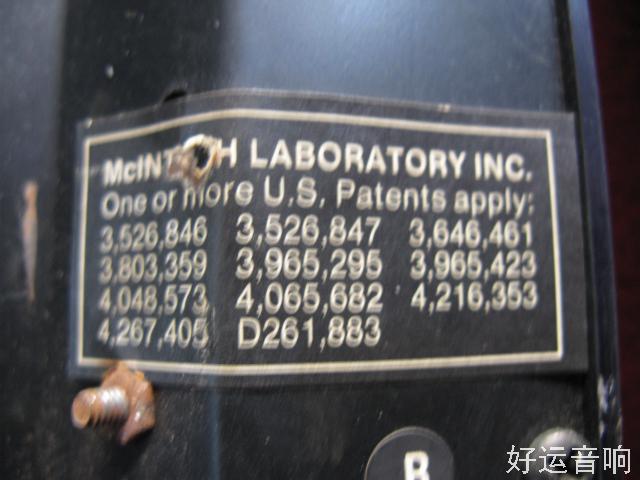 McINTOSH LABORATORY INC.
One or more U.S. Patents apply:
3,526,846 3,526,847 3,646,461
3,803,359 3,965,295 3,965,423
4,048,573 4,065,682 4,216,353
4,267,405 D261,883
B
好运音响